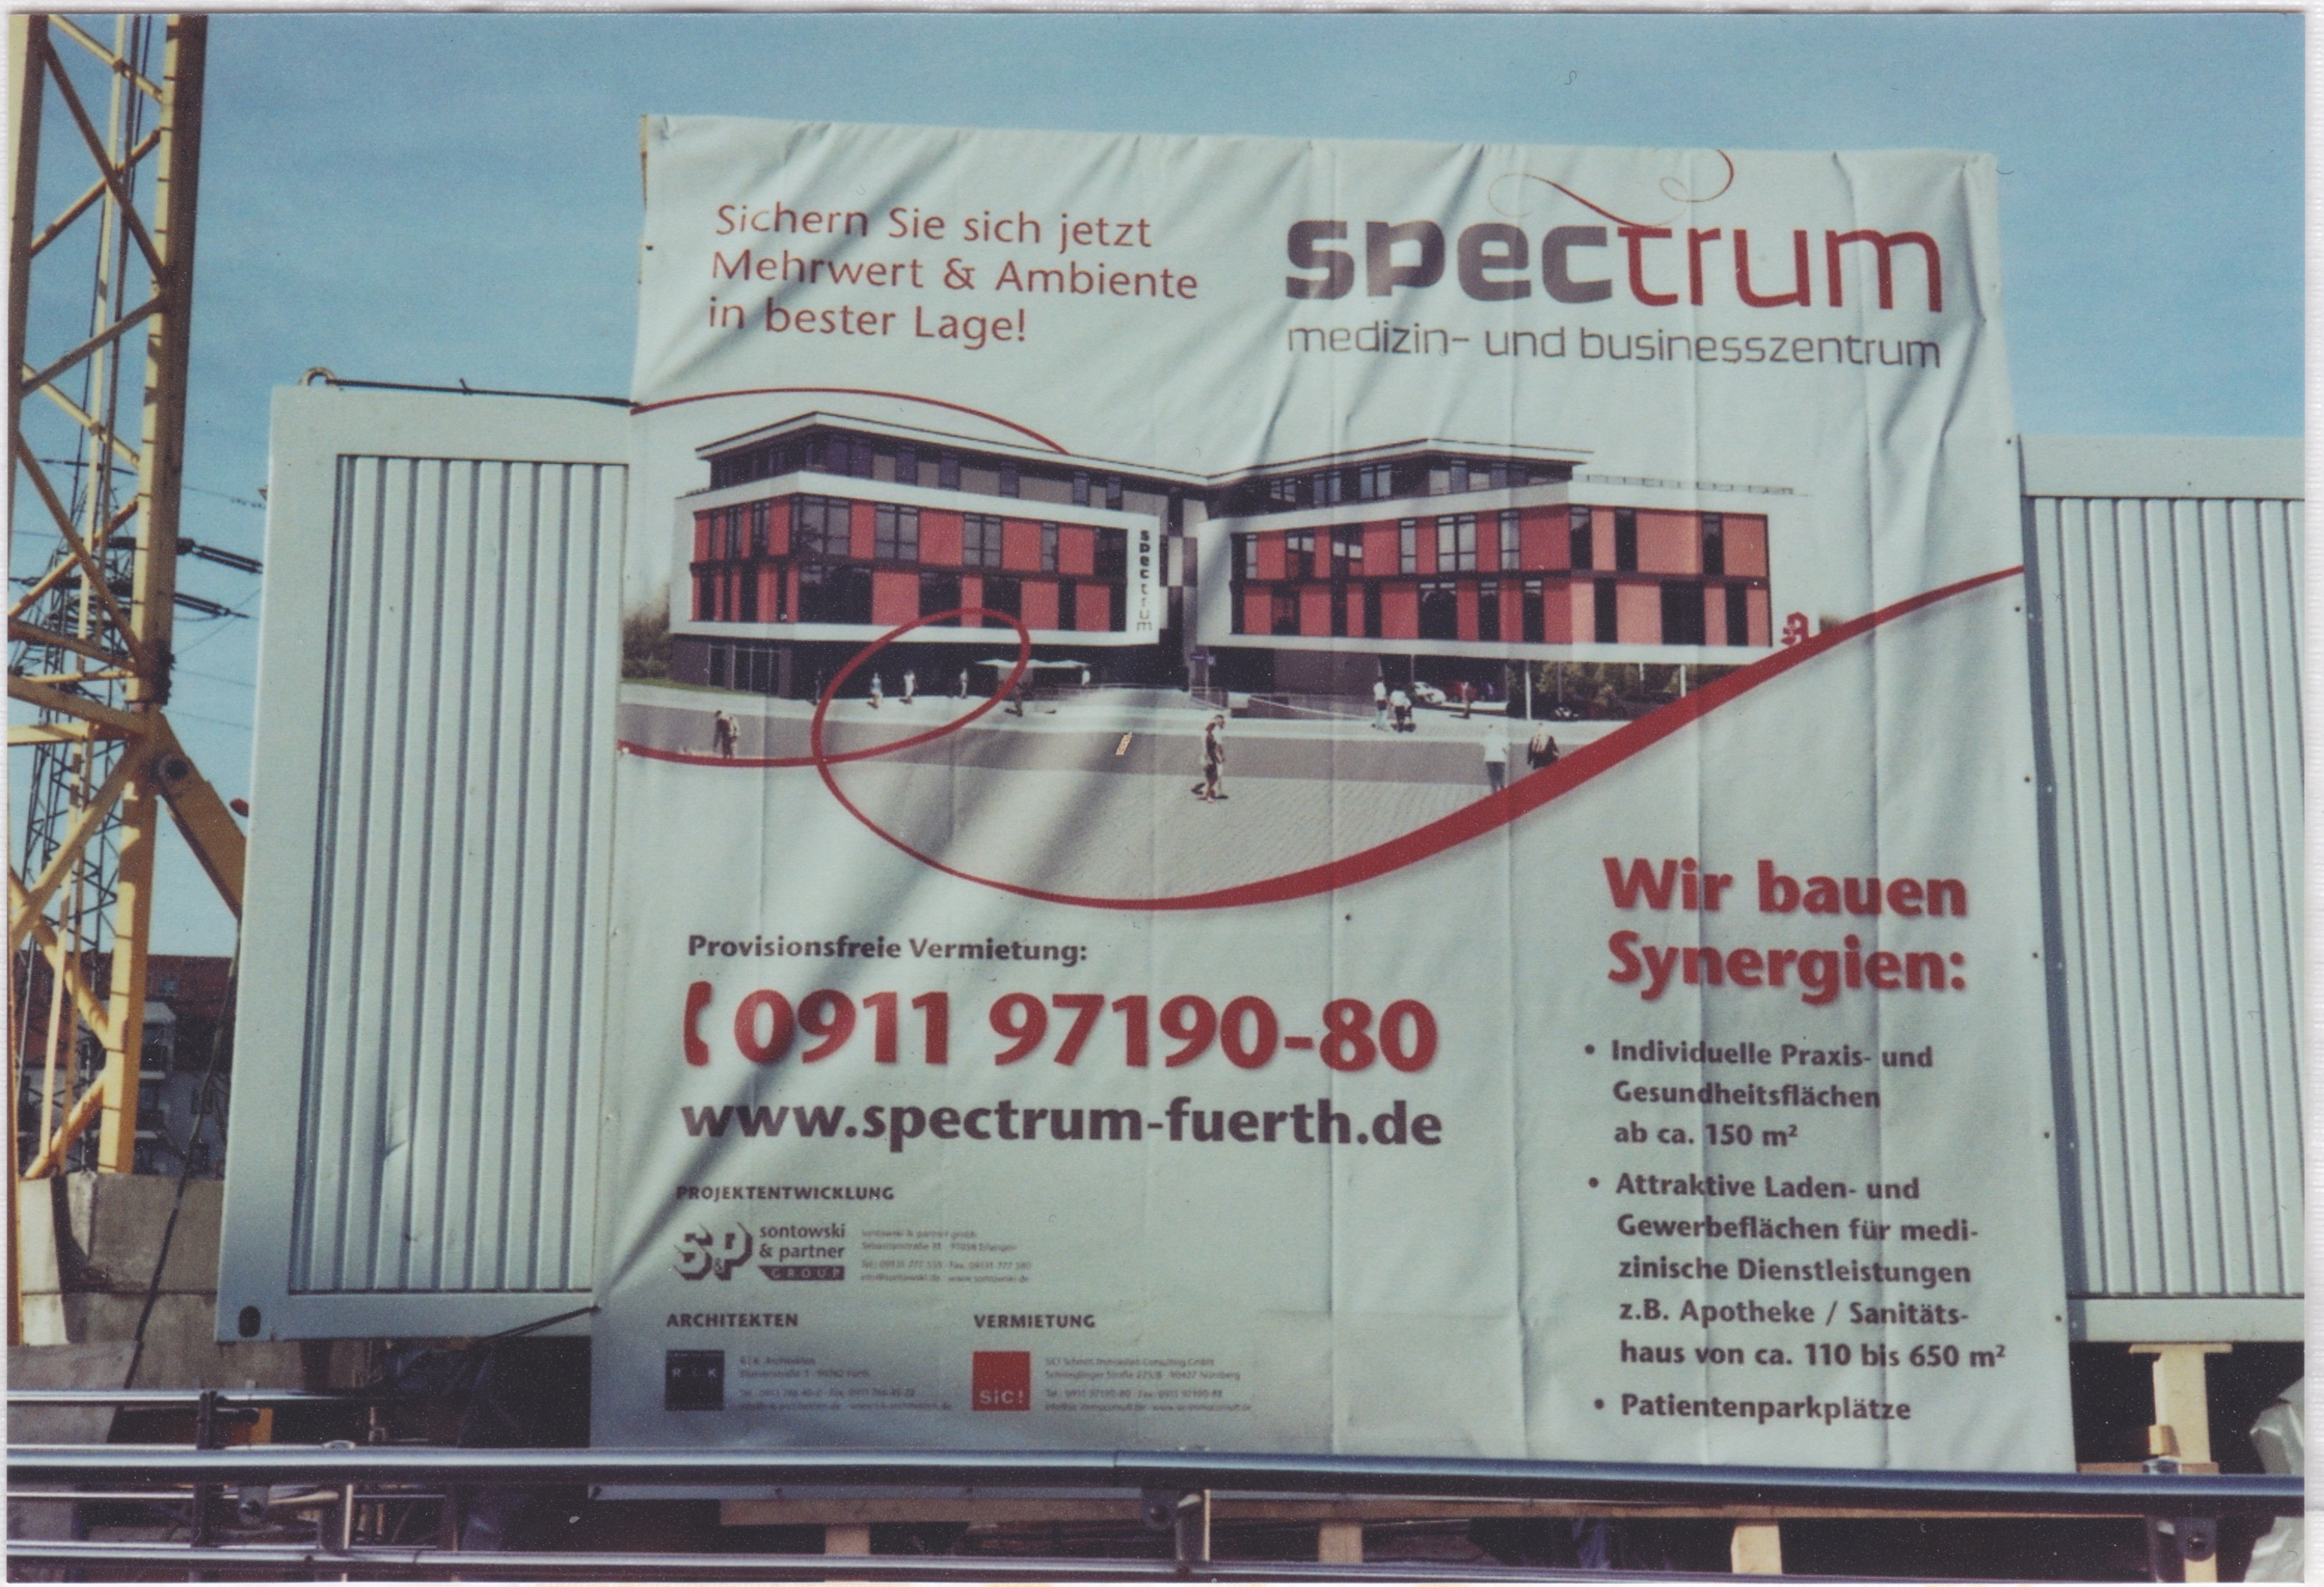 Sichern Sie sich jetzt
Mehrwert & Ambiente
in bester Lage!
spectrum
medizin- und businesszentrum
spectrum
Provisionsfreie Vermietung:
0911 97190-80
www.spectrum-fuerth.de
Wir bauen
Synergien:
• Individuelle Praxis- und
Gesundheitsflächen
ab ca. 150 m²
• Attraktive Laden- und
Gewerbeflächen für medi-
zinische Dienstleistungen
z.B. Apotheke / Sanitäts-
haus von ca. 110 bis 650 m²
• Patientenparkplätze
PROJEKTENTWICKLUNG
S&P
sontowski
& partner
GROUP
sontowski & partner gmbh
ARCHITEKTEN
R I K
VERMIETUNG
SIC!